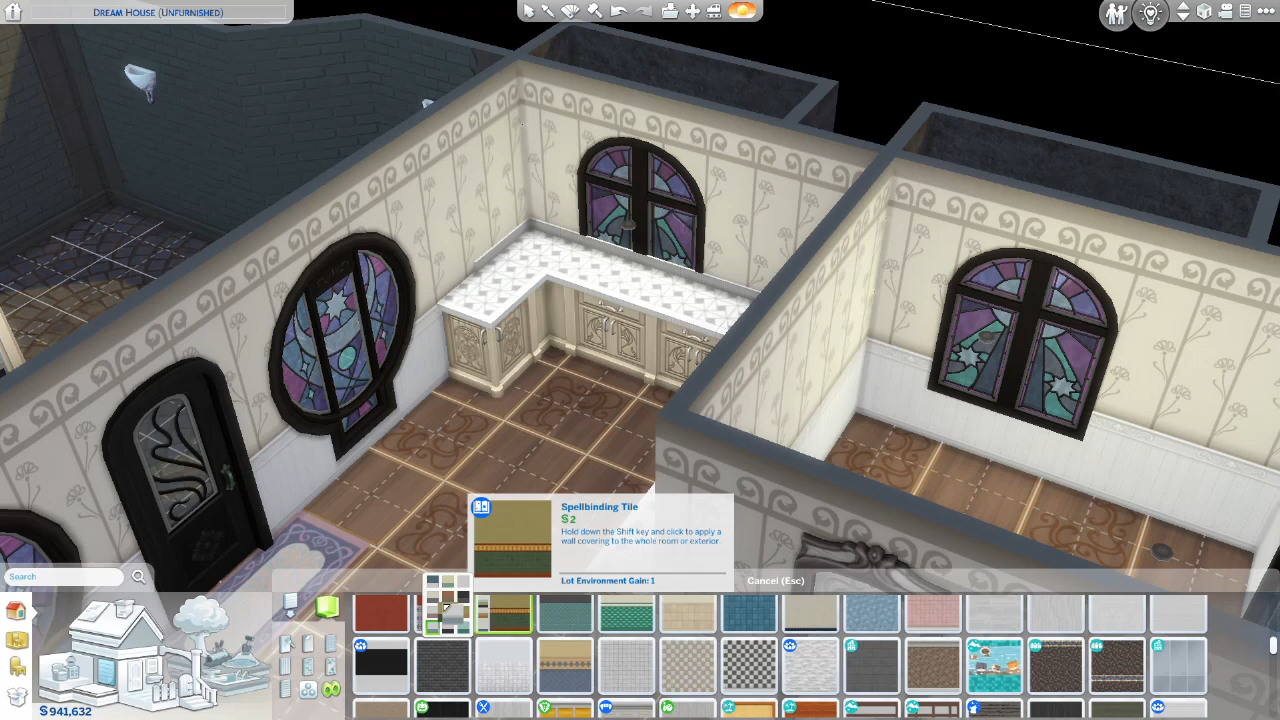 DREAM HOUSE (UNFURNISHED)
Spellbinding Tile
§2
Hold down the Shift key and click to apply a
wall covering to the whole room or exterior.
Lot Environment Gain: 1
Cancel (Esc)
Search
§941,632